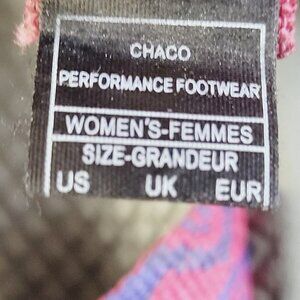 CHACO
PERFORMANCE FOOTWEAR
WOMEN'S-FEMMES
SIZE-GRANDEUR
US UK EUR